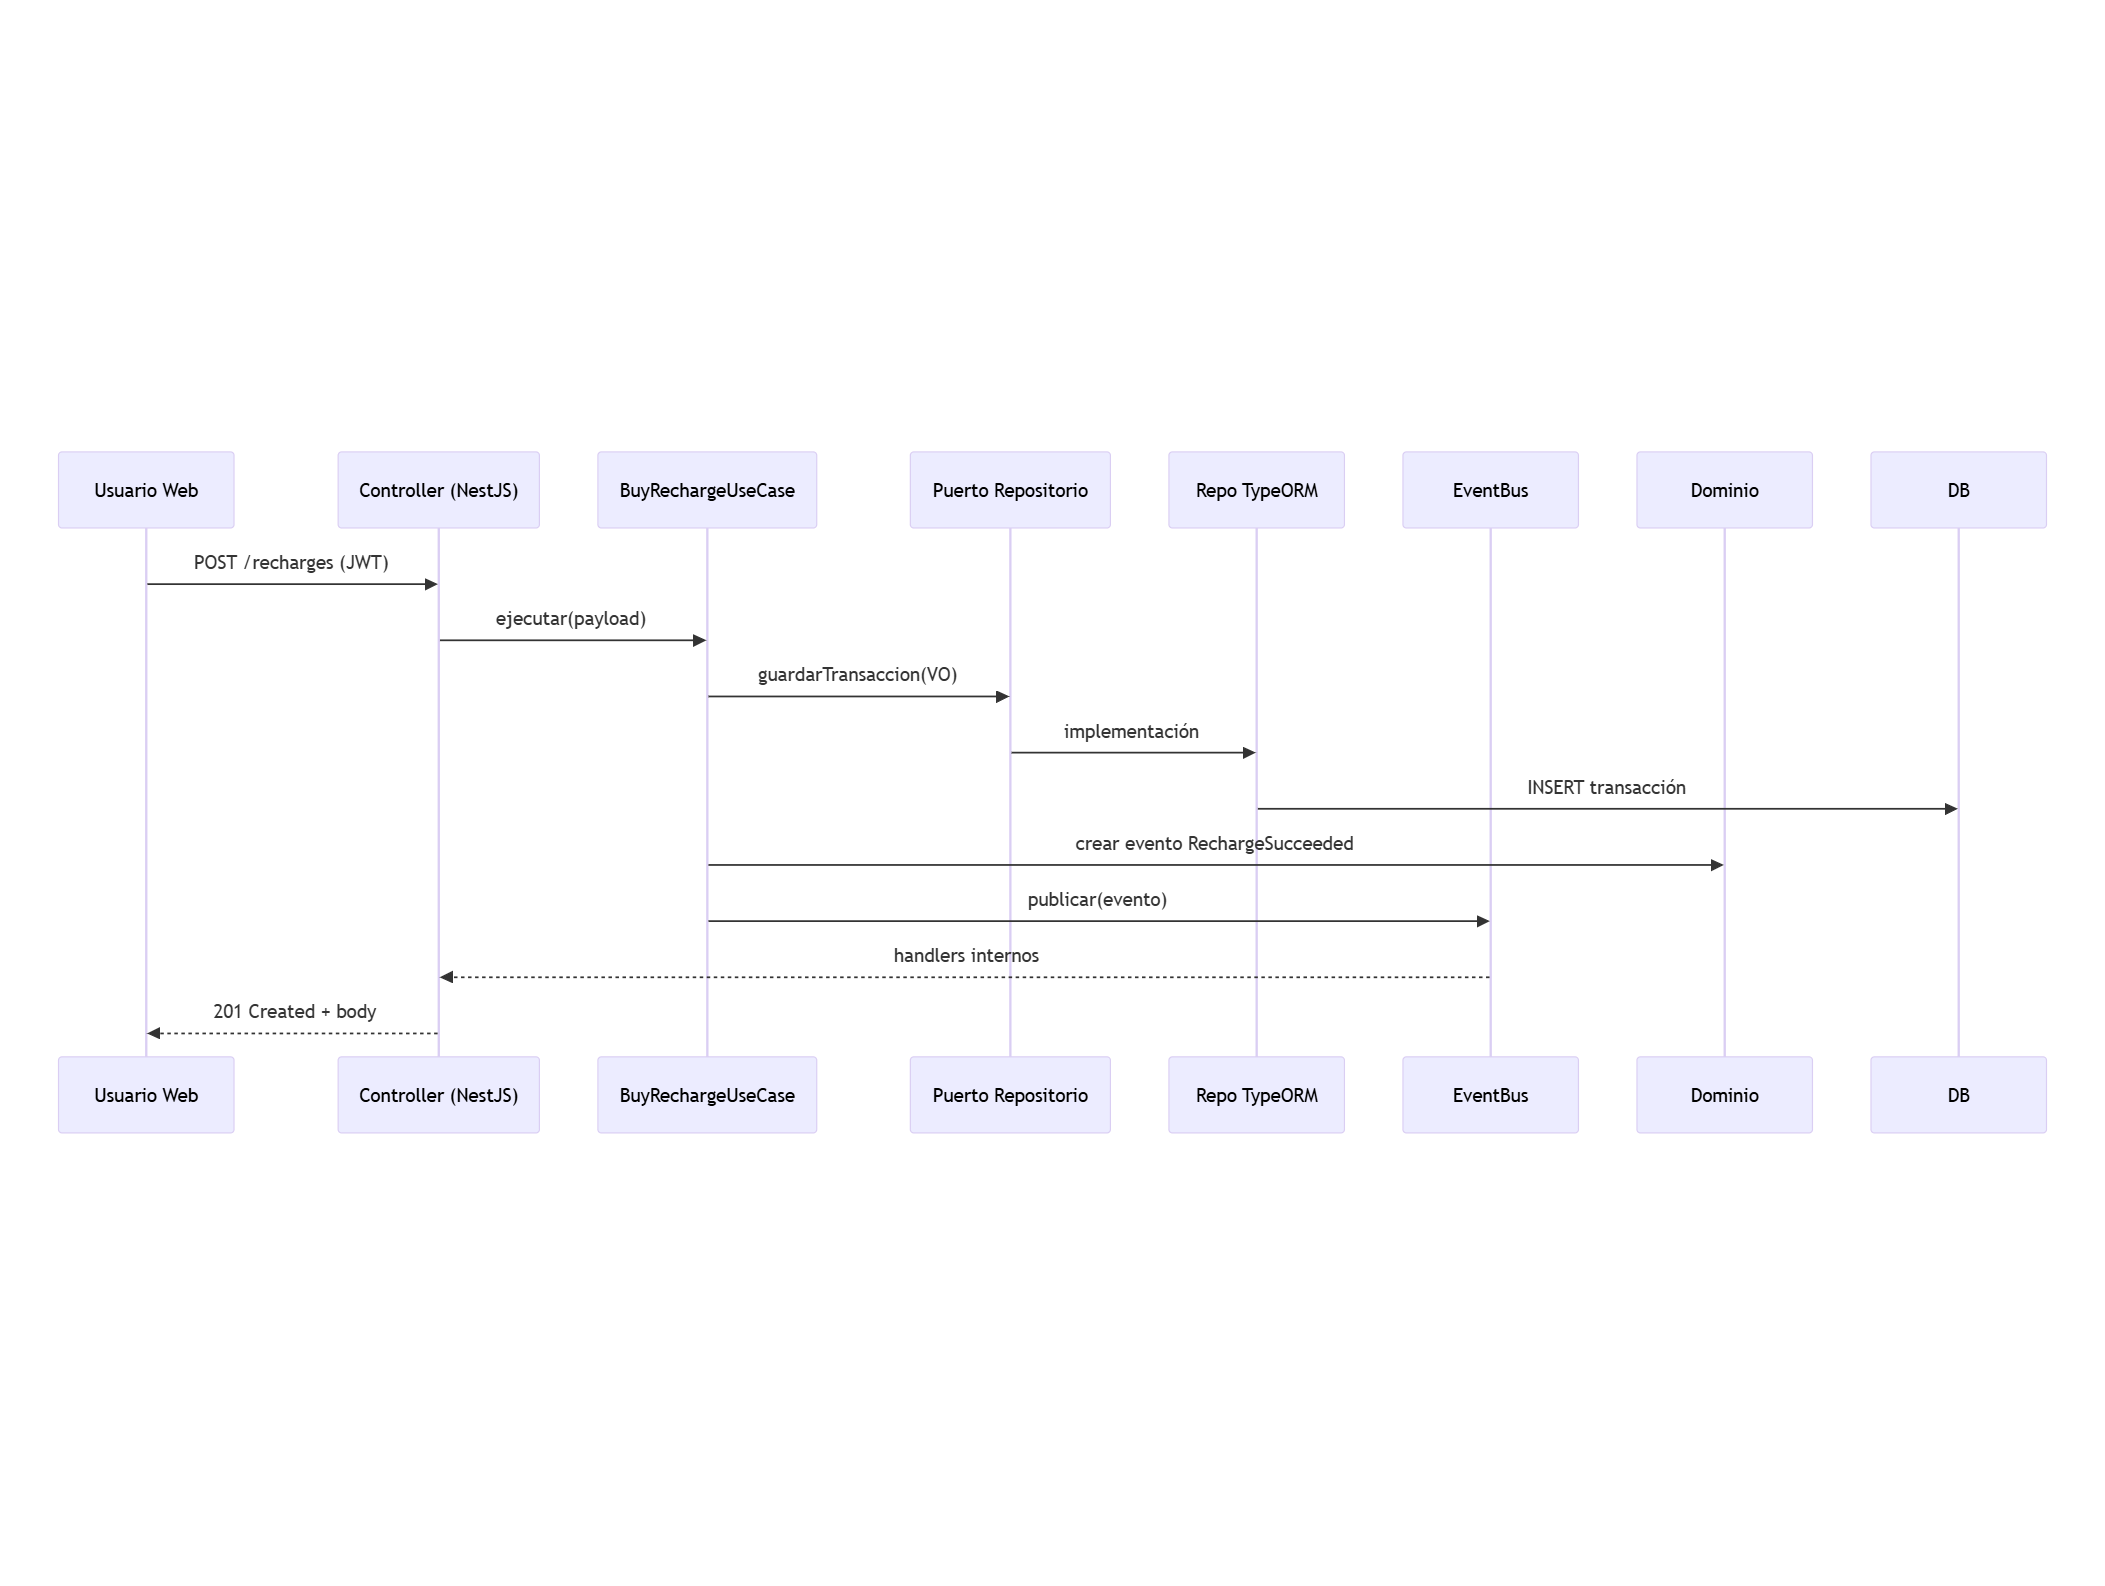 Usuario Web
Controller (NestJS)
BuyRechargeUseCase
Puerto Repositorio
Repo TypeORM
EventBus
Dominio
DB
POST /recharges (JWT)
ejecutar(payload)
guardarTransaccion(VO)
implementación
INSERT transacción
crear evento RechargeSucceeded
publicar(evento)
handlers internos
201 Created + body
Usuario Web
Controller (NestJS)
BuyRechargeUseCase
Puerto Repositorio
Repo TypeORM
EventBus
Dominio
DB